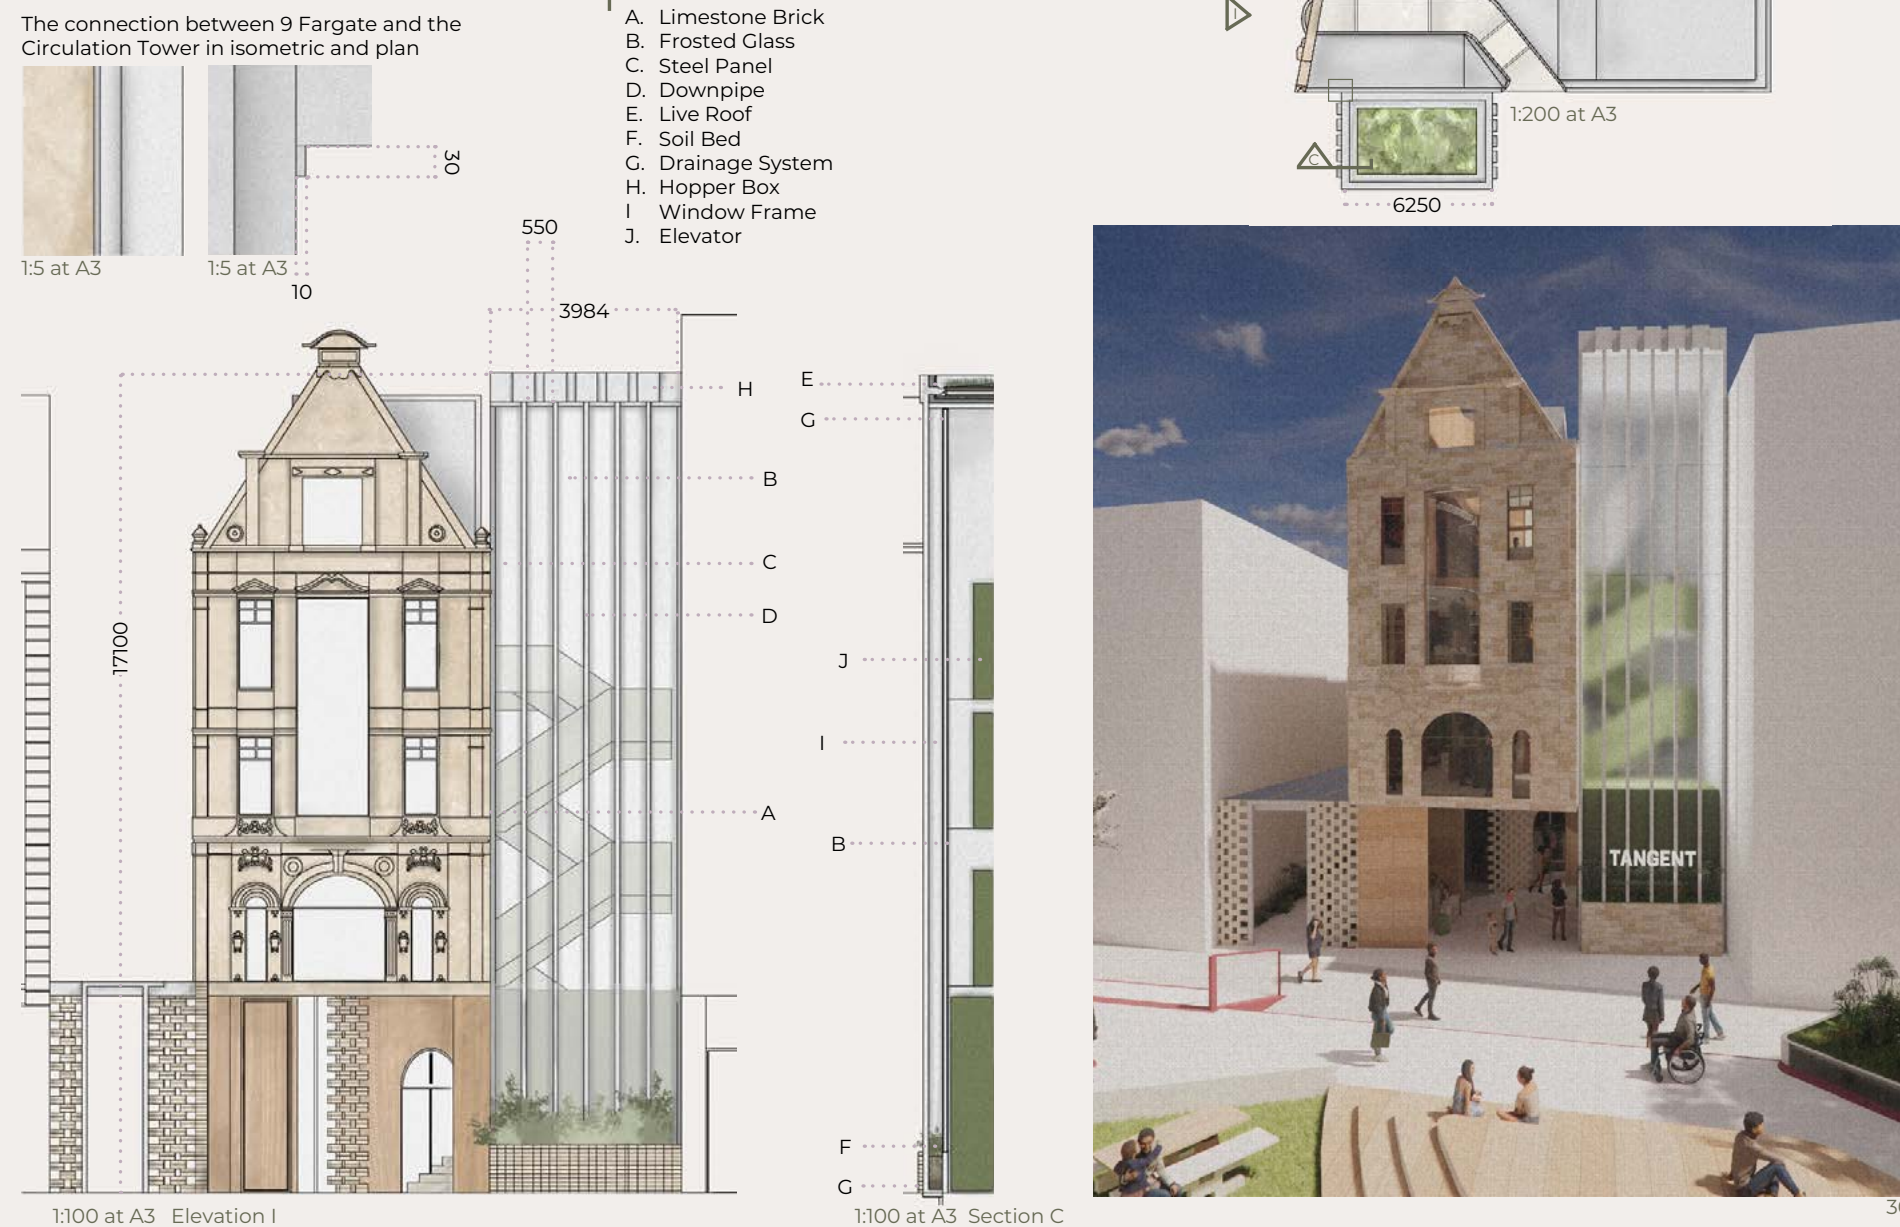 The connection between 9 Fargate and the
Circulation Tower in isometric and plan
1:5 at A3
1:5 at A3
30
10
A. Limestone Brick
B. Frosted Glass
C. Steel Panel
D. Downpipe
E. Live Roof
F. Soil Bed
G. Drainage System
H. Hopper Box
I Window Frame
J. Elevator
I
1:200 at A3
C
6250
550
3984
17100
H
B
C
D
A
1:100 at A3 Elevation I
E
G
J
I
B
F
G
1:100 at A3 Section C
TANGENT